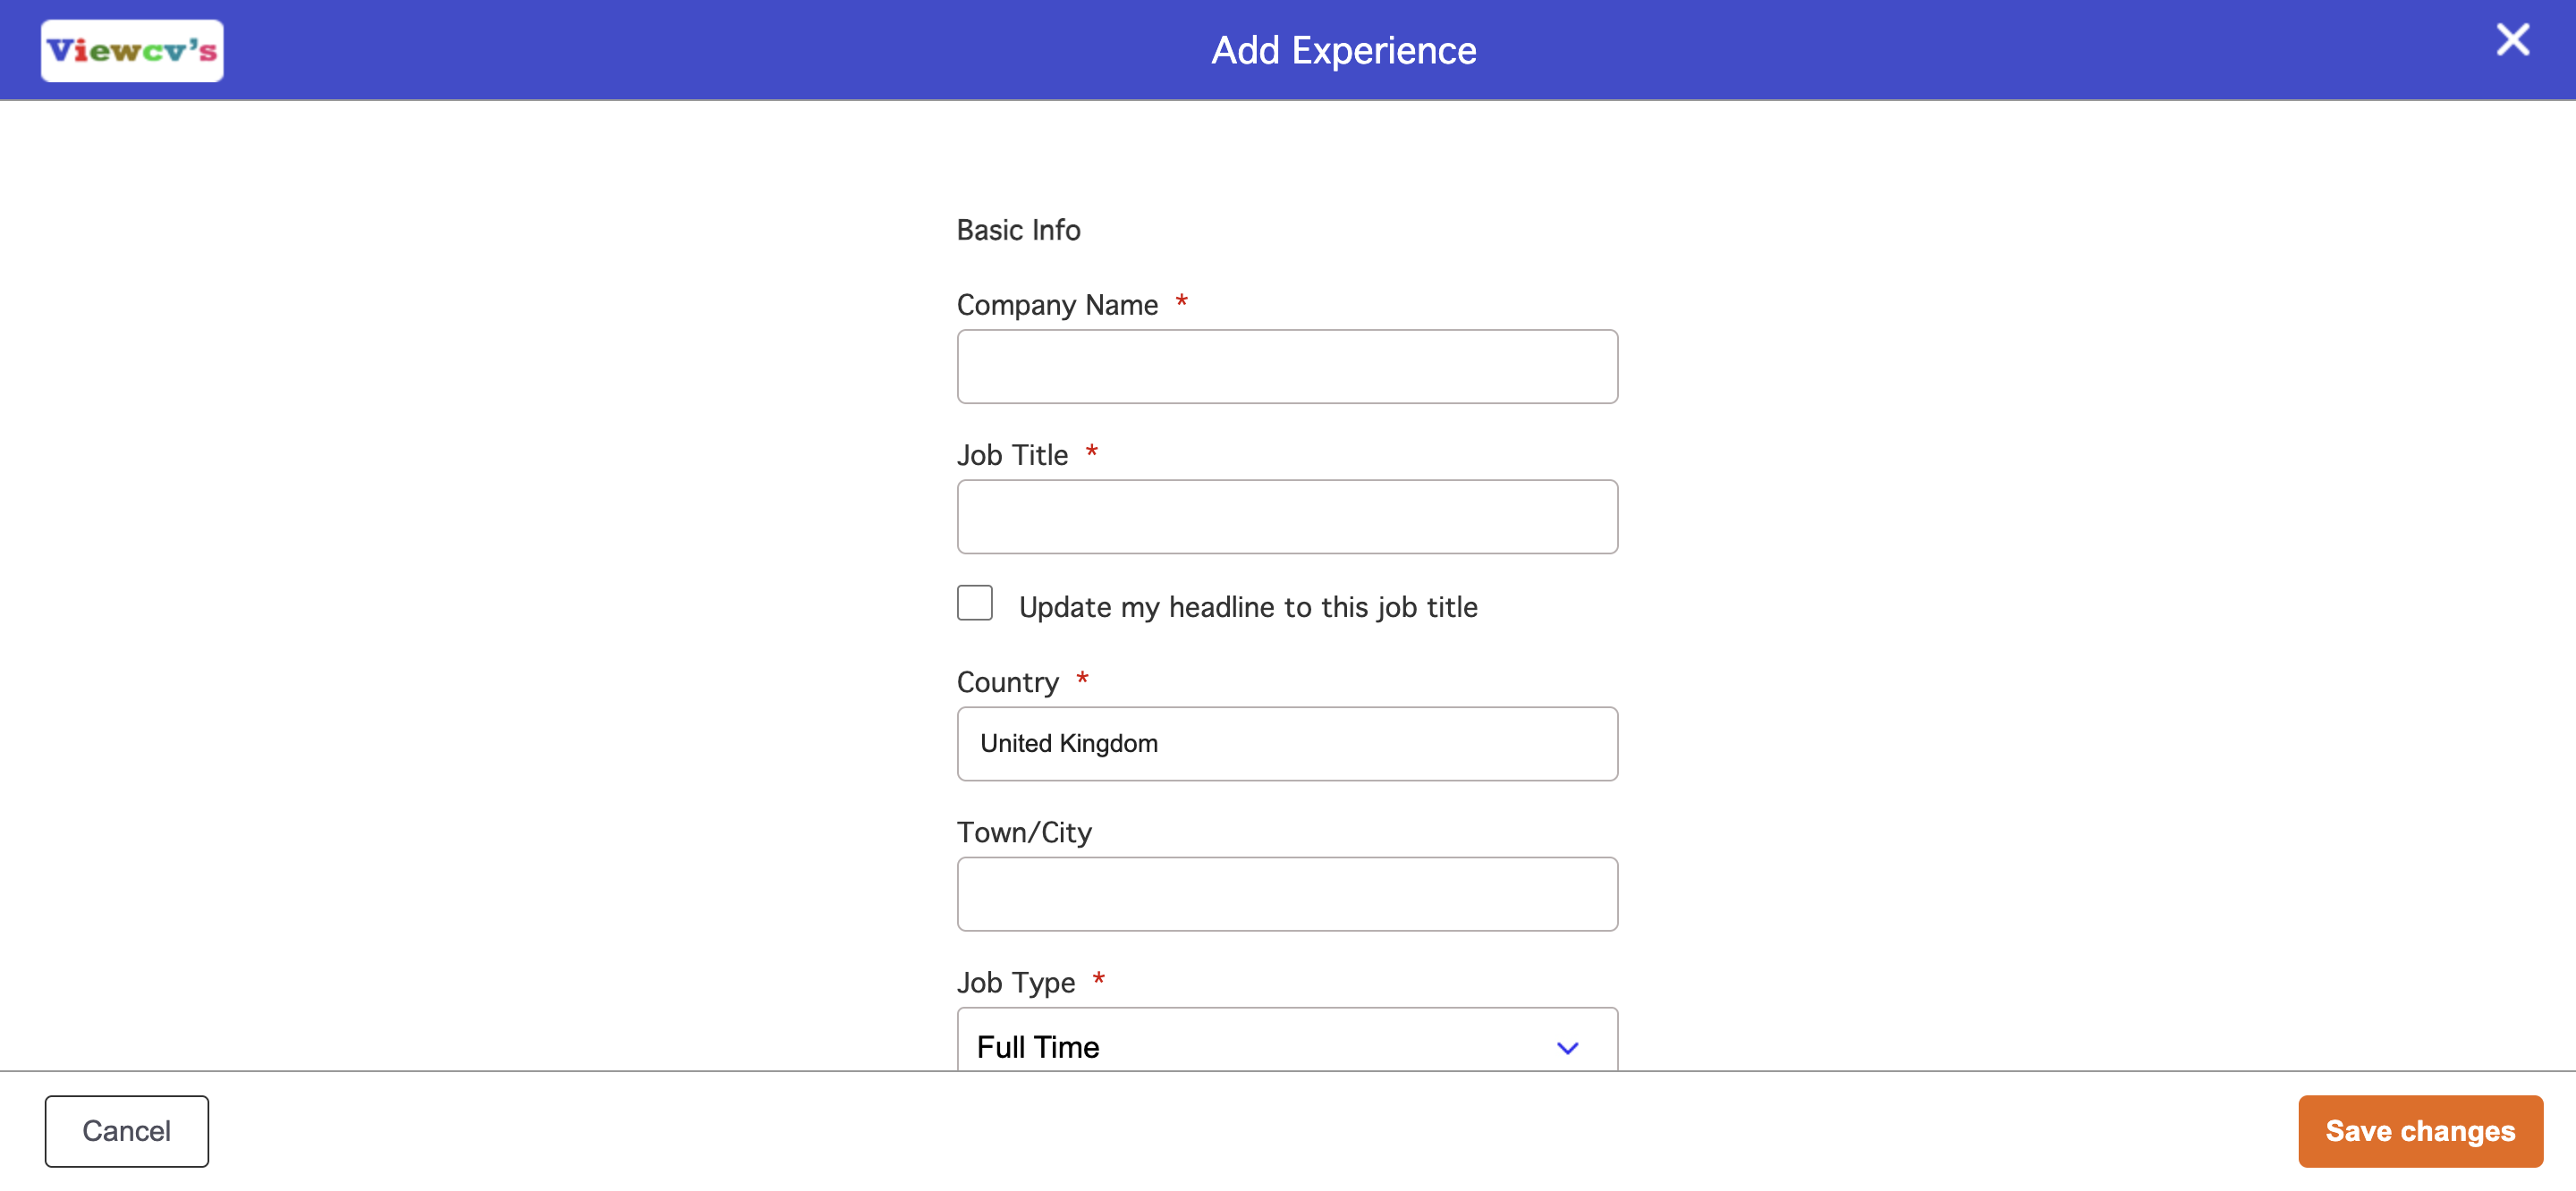 Viewcv's
Add Experience
Basic Info
Company Name *
Job Title *
Update my headline to this job title
Country *
United Kingdom
Town/City
Job Type *
Full Time
Cancel
Save changes